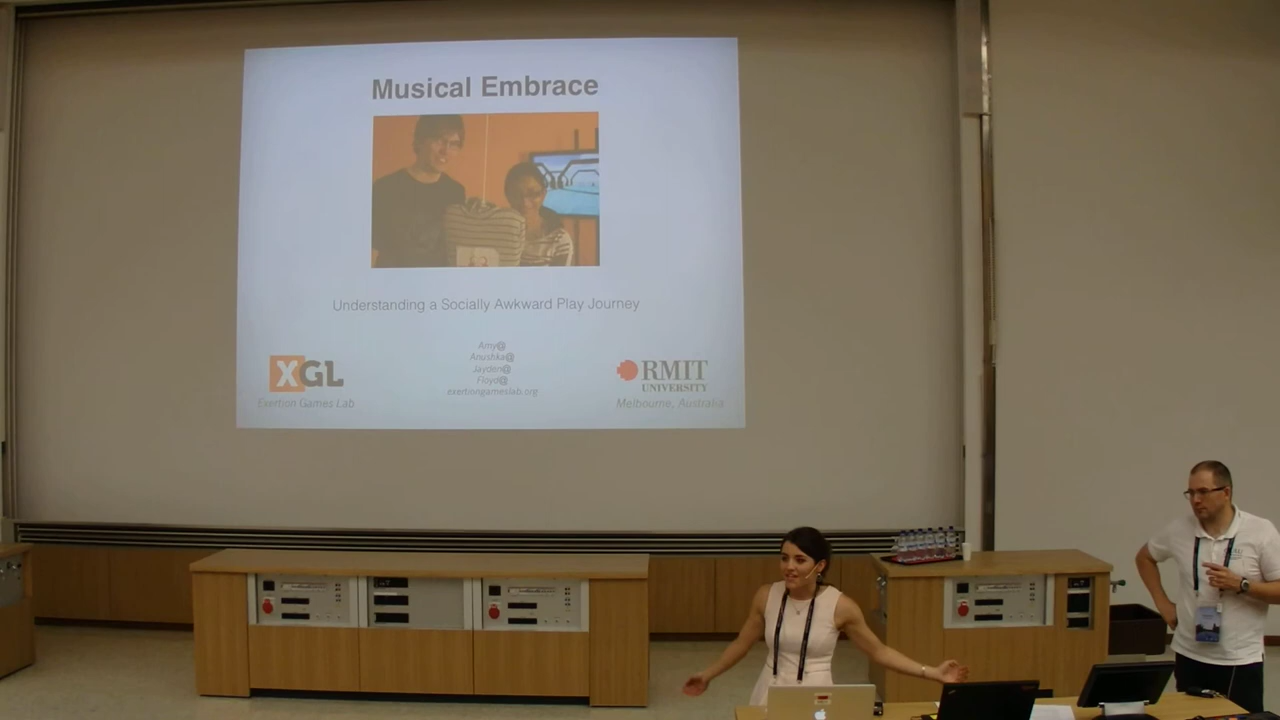 Musical Embrace
Understanding a Socially Awkward Play Journey
Amy@
Anushka@
Jayden@
Floyd@
exertiongameslab.org
XGL
Exertion Games Lab
RMIT
UNIVERSITY
Melbourne, Australia